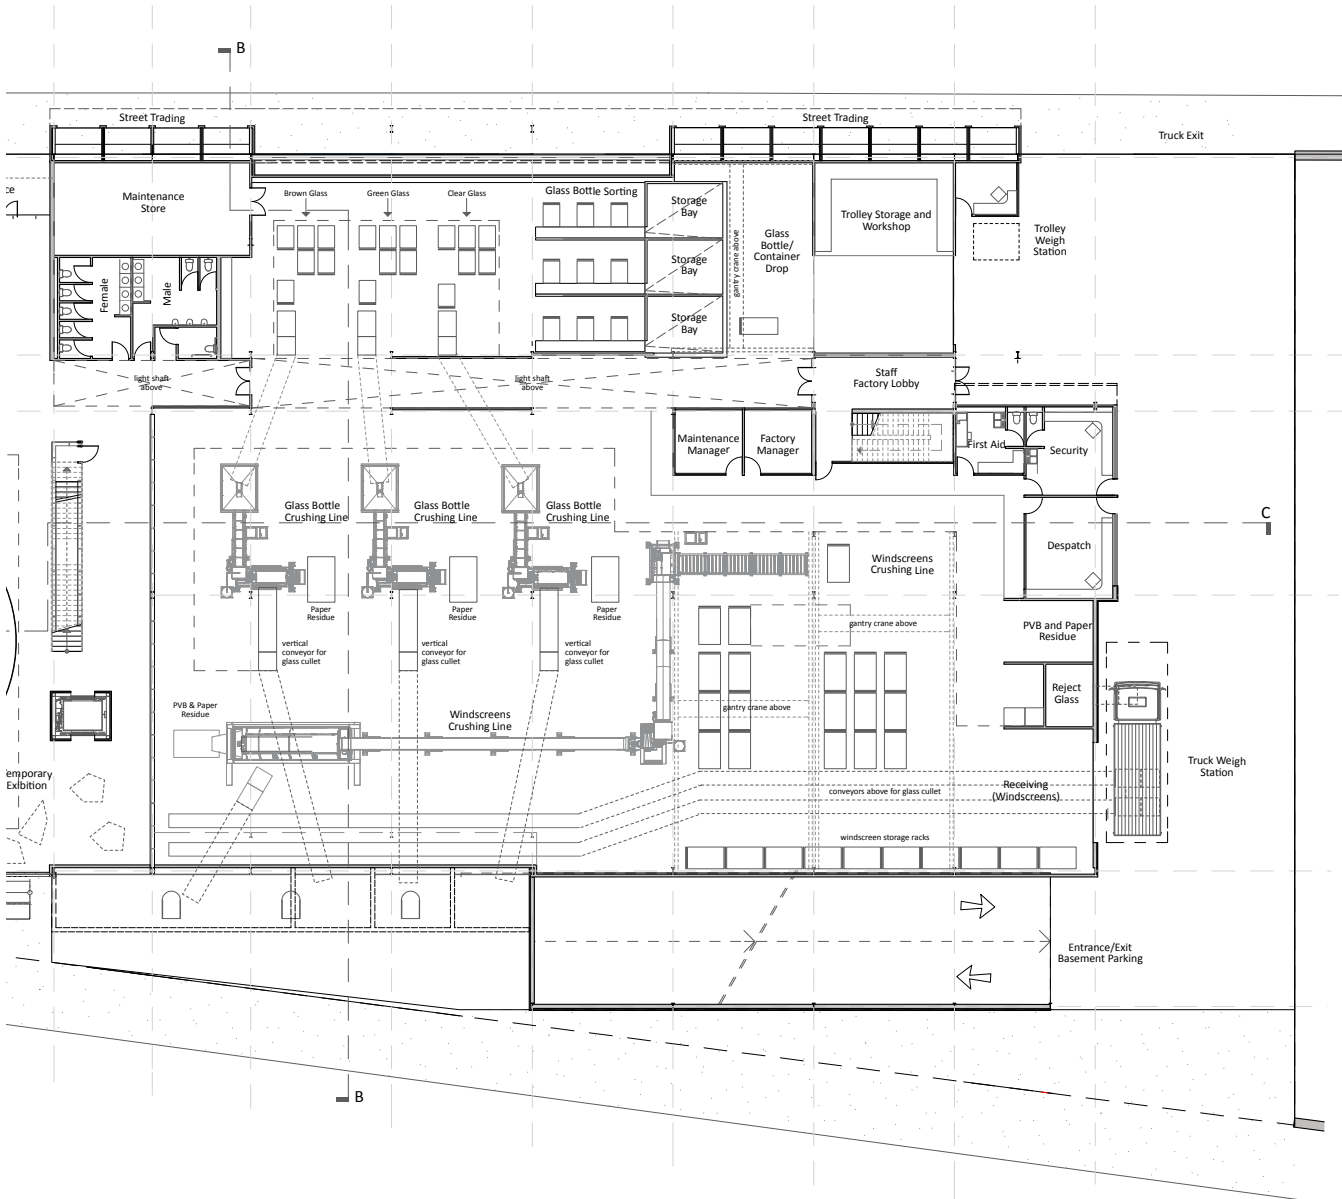 B
Street Trading
Street Trading
Truck Exit
ce
Maintenance
Store
Brown Glass
Green Glass
Clear Glass
Glass Bottle Sorting
Storage
Bay
Storage
Bay
Storage
Bay
gantry crane above
Glass
Bottle/
Container
Drop
Trolley Storage and
Workshop
Trolley
Weigh
Station
Female
Male
light shaft
above
light shaft
above
Staff
Factory Lobby
Maintenance
Manager
Factory
Manager
First Aid
Security
Glass Bottle
Crushing Line
Glass Bottle
Crushing Line
Glass Bottle
Crushing Line
C
Windscreens
Crushing Line
Despatch
Paper
Residue
Paper
Residue
Paper
Residue
gantry crane above
PVB and Paper
Residue
vertical
conveyor for
glass cullet
vertical
conveyor for
glass cullet
vertical
conveyor for
glass cullet
Reject
Glass
PVB & Paper
Residue
Windscreens
Crushing Line
gantry crane above
Truck Weigh
Station
emporary
Exibition
conveyors above for glass cullet
Receiving
(Windscreens)
windscreen storage racks
Entrance/Exit
Basement Parking
B